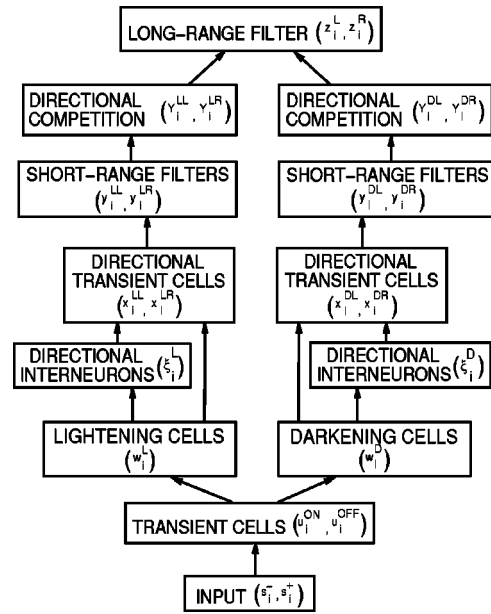 LONG-RANGE FILTER (z_i^L, z_i^R)
DIRECTIONAL COMPETITION (Y_i^LL, Y_i^LR)
DIRECTIONAL COMPETITION (Y_i^DL, Y_i^DR)
SHORT-RANGE FILTERS
(y_i^LL, y_i^LR)
SHORT-RANGE FILTERS
(y_i^DL, y_i^DR)
DIRECTIONAL
TRANSIENT CELLS
(x_i^LL, x_i^LR)
DIRECTIONAL
TRANSIENT CELLS
(x_i^DL, x_i^DR)
DIRECTIONAL
INTERNEURONS (ξ_i^L)
DIRECTIONAL
INTERNEURONS (ξ_i^D)
LIGHTENING CELLS
(w_i^L)
DARKENING CELLS
(w_i^D)
TRANSIENT CELLS (u_i^ON, u_i^OFF)
INPUT (s_i^-, s_i^+)